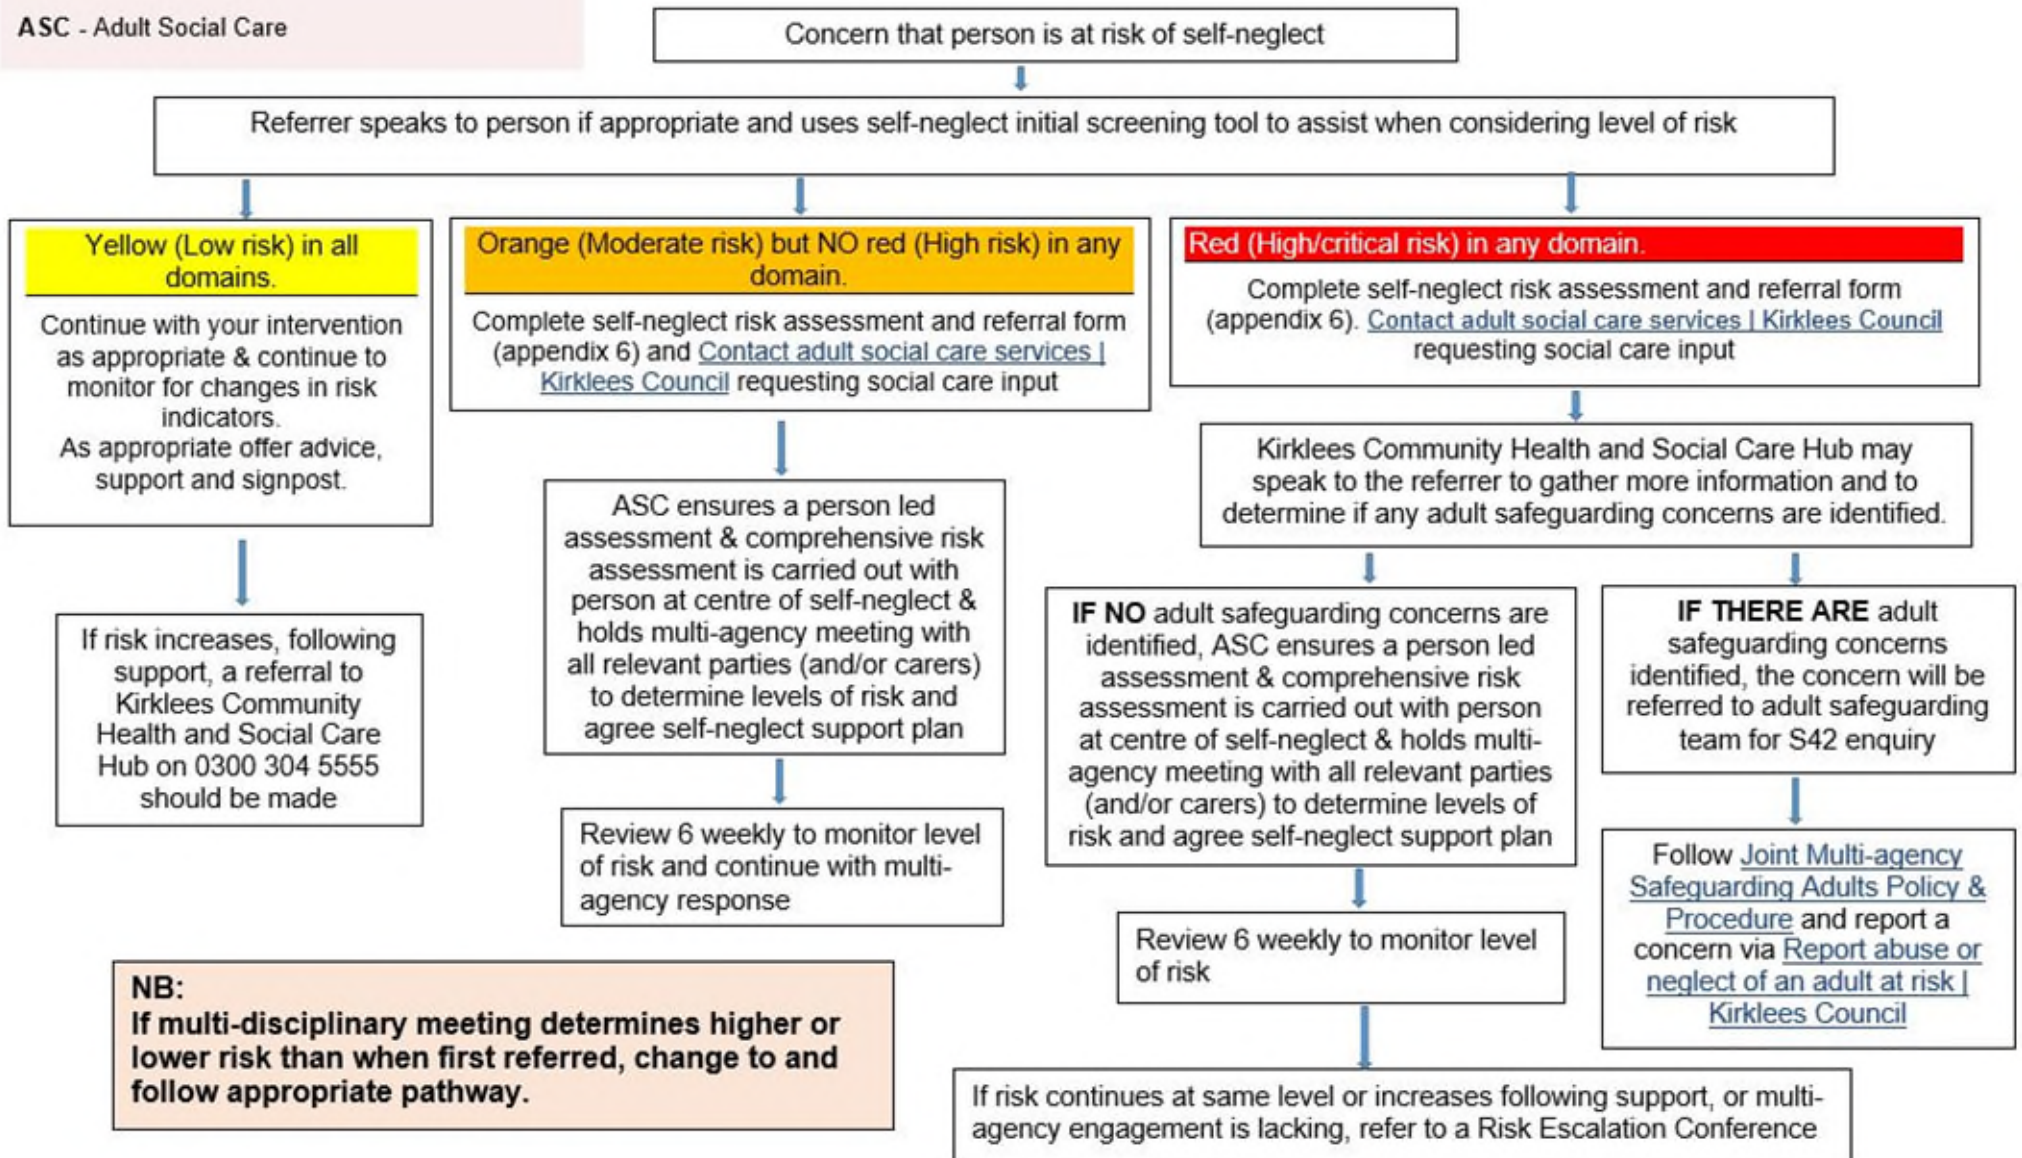 ASC - Adult Social Care
Concern that person is at risk of self-neglect
Referrer speaks to person if appropriate and uses self-neglect initial screening tool to assist when considering level of risk
Yellow (Low risk) in all
domains.
Continue with your intervention
as appropriate & continue to
monitor for changes in risk
indicators.
As appropriate offer advice,
support and signpost.
If risk increases, following
support, a referral to
Kirklees Community
Health and Social Care
Hub on 0300 304 5555
should be made
Orange (Moderate risk) but NO red (High risk) in any
domain.
Complete self-neglect risk assessment and referral form
(appendix 6) and Contact adult social care services |
Kirklees Council requesting social care input
ASC ensures a person led
assessment & comprehensive risk
assessment is carried out with
person at centre of self-neglect &
holds multi-agency meeting with
all relevant parties (and/or carers)
to determine levels of risk and
agree self-neglect support plan
Review 6 weekly to monitor level
of risk and continue with multi-
agency response
Red (High/critical risk) in any domain.
Complete self-neglect risk assessment and referral form
(appendix 6). Contact adult social care services | Kirklees Council
requesting social care input
Kirklees Community Health and Social Care Hub may
speak to the referrer to gather more information and to
determine if any adult safeguarding concerns are identified.
IF NO adult safeguarding concerns are
identified, ASC ensures a person led
assessment & comprehensive risk
assessment is carried out with person
at centre of self-neglect & holds multi-
agency meeting with all relevant parties
(and/or carers) to determine levels of
risk and agree self-neglect support plan
Review 6 weekly to monitor level
of risk
If risk continues at same level or increases following support, or multi-
agency engagement is lacking, refer to a Risk Escalation Conference
IF THERE ARE adult
safeguarding concerns
identified, the concern will be
referred to adult safeguarding
team for S42 enquiry
Follow Joint Multi-agency
Safeguarding Adults Policy &
Procedure and report a
concern via Report abuse or
neglect of an adult at risk |
Kirklees Council
NB:
If multi-disciplinary meeting determines higher or
lower risk than when first referred, change to and
follow appropriate pathway.